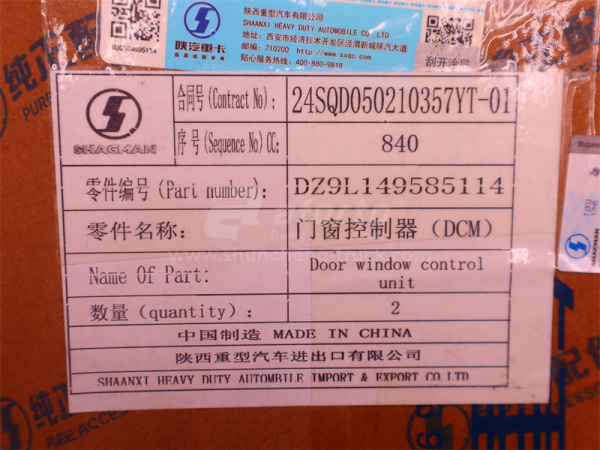 陕西重型汽车有限公司
SHAANXI HEAVY DUTY AUTOMOBILE CO LTD
地址: 西安市经济技术开发区泾渭新城陕汽大道
邮编: 710200 http://www.sxqc.com
贴心服务热线: 400-880-9818
陕汽重卡
刮开涂层
纯正
PURE ACCES
合同号(Contract No):
24SQD050210357YT-01
序 号(Sequence No)CC:
840
SHACMAN
零件编号 (Part number):
DZ9L149585114
零件名称:
门窗控制器 (DCM)
www.shunchengtruck.com
Name Of Part:
Door window control
unit
数量 (quantity):
2
中国制造 MADE IN CHINA
陕西重型汽车进出口有限公司
SHAANXI HEAVY DUTY AUTOMBILE IMPORT & EXPORT CO.LTD
纯正
PURE ACCE